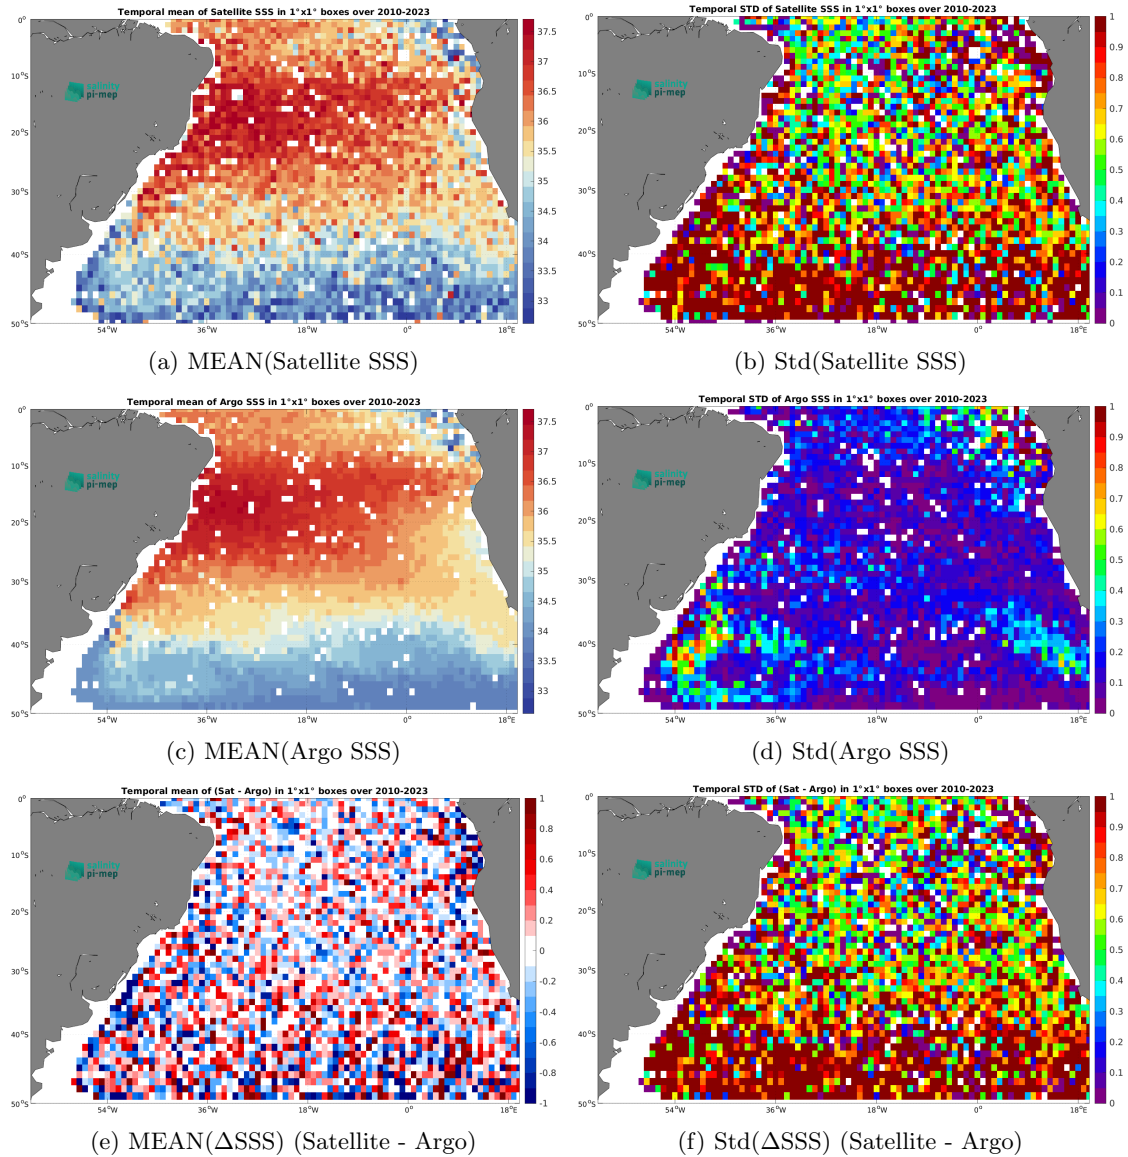 Temporal mean of Satellite SSS in 1°x1° boxes over 2010-2023
0°
10°S
20°S
30°S
40°S
50°S
54°W
36°W
18°W
0°
18°E
37.5
37
36.5
36
35.5
35
34.5
34
33.5
33
salinity
pi-mep
(a) MEAN(Satellite SSS)
Temporal STD of Satellite SSS in 1°x1° boxes over 2010-2023
0°
10°S
20°S
30°S
40°S
50°S
54°W
36°W
18°W
0°
18°E
1
0.9
0.8
0.7
0.6
0.5
0.4
0.3
0.2
0.1
0
salinity
pi-mep
(b) Std(Satellite SSS)
Temporal mean of Argo SSS in 1°x1° boxes over 2010-2023
0°
10°S
20°S
30°S
40°S
50°S
54°W
36°W
18°W
0°
18°E
37.5
37
36.5
36
35.5
35
34.5
34
33.5
33
salinity
pi-mep
(c) MEAN(Argo SSS)
Temporal STD of Argo SSS in 1°x1° boxes over 2010-2023
0°
10°S
20°S
30°S
40°S
50°S
54°W
36°W
18°W
0°
18°E
1
0.9
0.8
0.7
0.6
0.5
0.4
0.3
0.2
0.1
0
salinity
pi-mep
(d) Std(Argo SSS)
Temporal mean of (Sat - Argo) in 1°x1° boxes over 2010-2023
0°
10°S
20°S
30°S
40°S
50°S
54°W
36°W
18°W
0°
18°E
1
0.8
0.6
0.4
0.2
0
-0.2
-0.4
-0.6
-0.8
-1
salinity
pi-mep
(e) MEAN(ΔSSS) (Satellite - Argo)
Temporal STD of (Sat - Argo) in 1°x1° boxes over 2010-2023
0°
10°S
20°S
30°S
40°S
50°S
54°W
36°W
18°W
0°
18°E
1
0.9
0.8
0.7
0.6
0.5
0.4
0.3
0.2
0.1
0
salinity
pi-mep
(f) Std(ΔSSS) (Satellite - Argo)